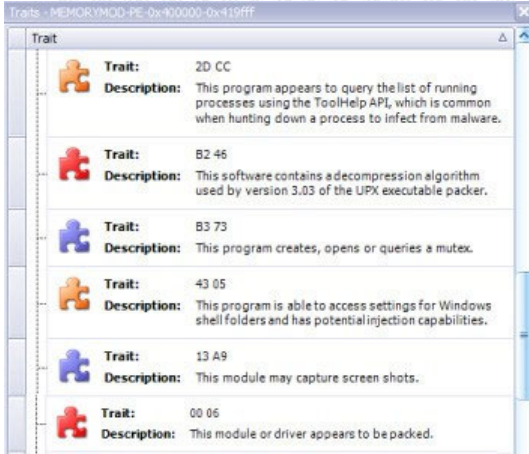 Traits - MEMORYMOD-PE-0x400000-0x419fff
Trait
Trait: 2D CC
Description: This program appears to query the list of running
processes using the ToolHelp API, which is common
when hunting down a process to infect from malware.
Trait: B2 46
Description: This software contains a decompression algorithm
used by version 3.03 of the UPX executable packer.
Trait: B3 73
Description: This program creates, opens or queries a mutex.
Trait: 43 05
Description: This program is able to access settings for Windows
shell folders and has potential injection capabilities.
Trait: 13 A9
Description: This module may capture screen shots.
Trait: 00 06
Description: This module or driver appears to be packed.